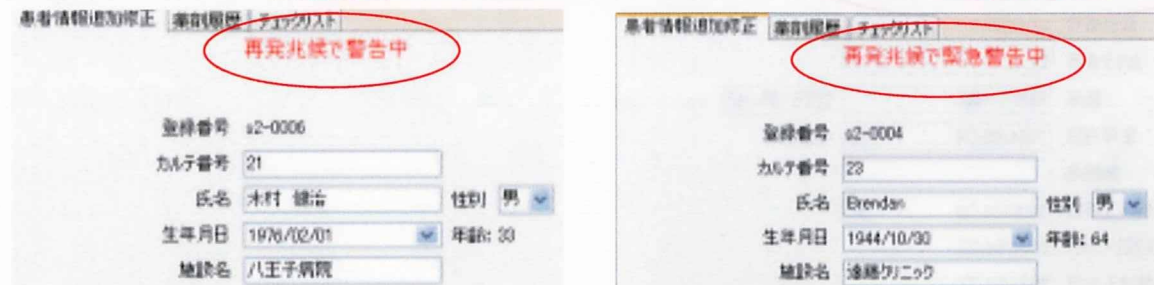 患者情報追加修正 薬剤履歴 チェックリスト
再発兆候で警告中
登録番号 s2-0006
カルテ番号 21
氏名 木村 健治 性別 男
生年月日 1976/02/01 年齢: 33
施設名 八王子病院
患者情報追加修正 薬剤履歴 チェックリスト
再発兆候で緊急警告中
登録番号 s2-0004
カルテ番号 23
氏名 Brendan 性別 男
生年月日 1944/10/30 年齢: 64
施設名 遠藤クリニック